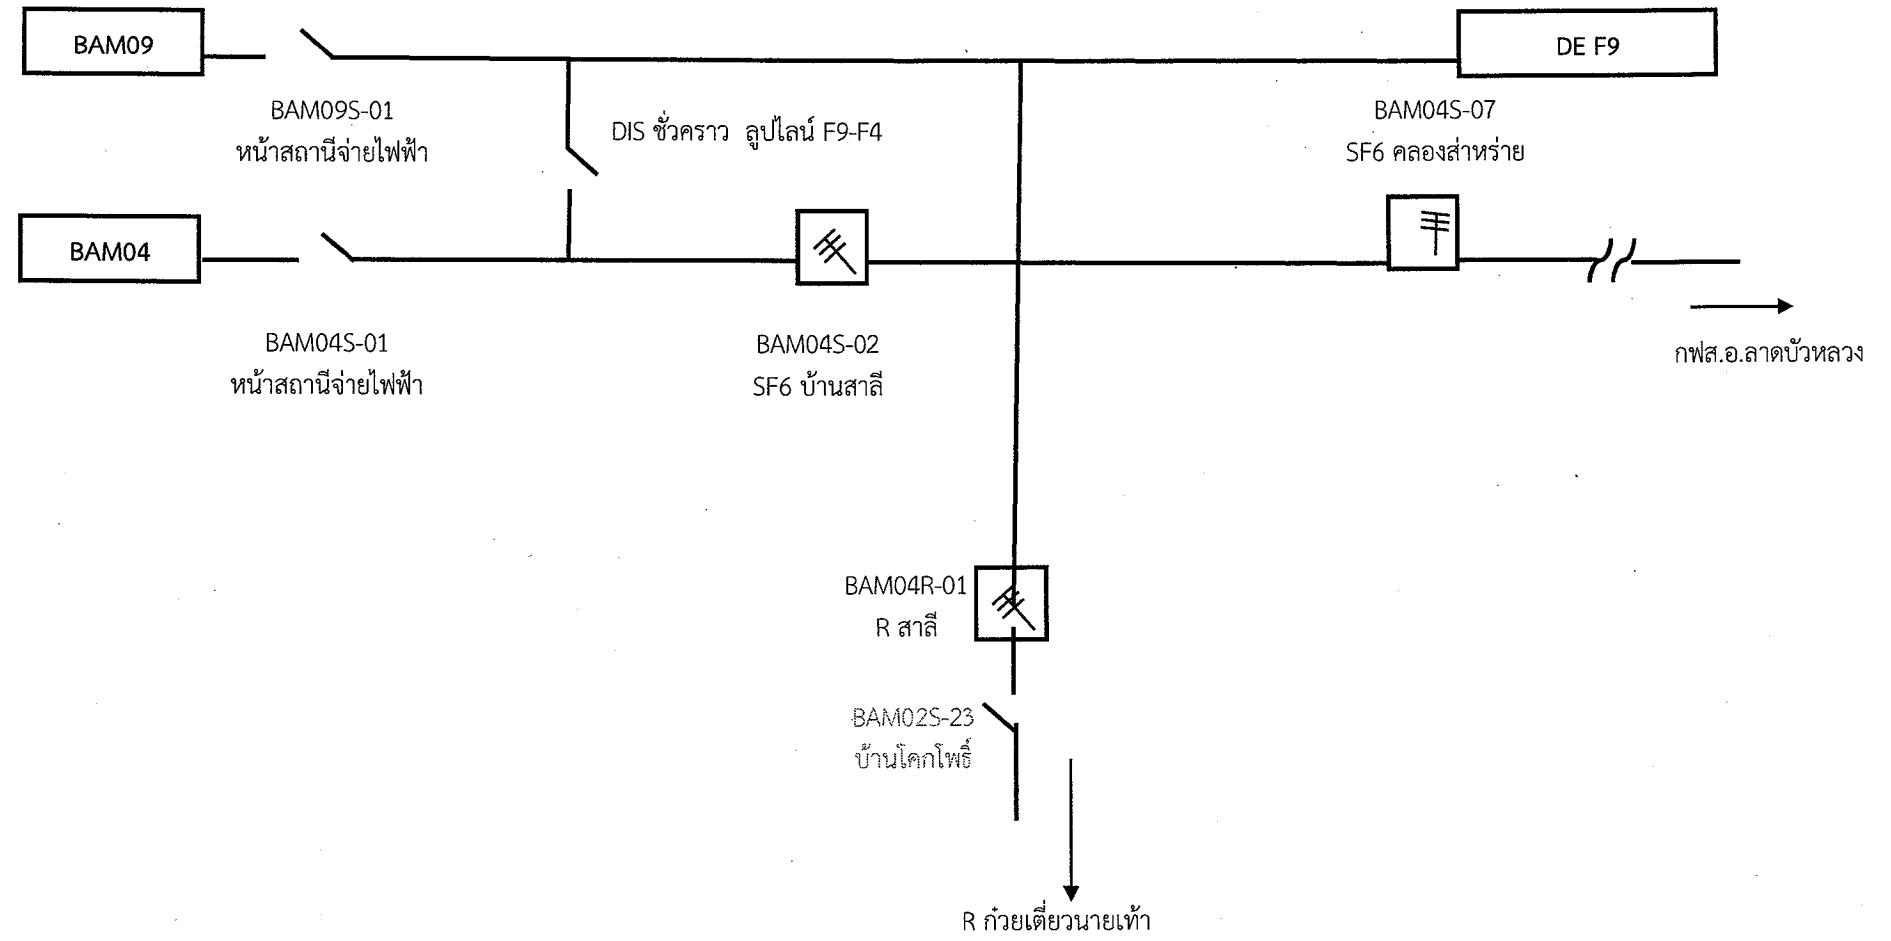 BAM09
DE F9
BAM09S-01
หน้าสถานีจ่ายไฟฟ้า
DIS ชั่วคราว ลูปไลน์ F9-F4
BAM04S-07
SF6 คลองส่าหร่าย
BAM04
BAM04S-01
หน้าสถานีจ่ายไฟฟ้า
BAM04S-02
SF6 บ้านสาลี
กฟส.อ.ลาดบัวหลวง
BAM04R-01
R สาลี
BAM02S-23
บ้านโคกโพธิ์
R ก๋วยเตี่ยวนายเท้า